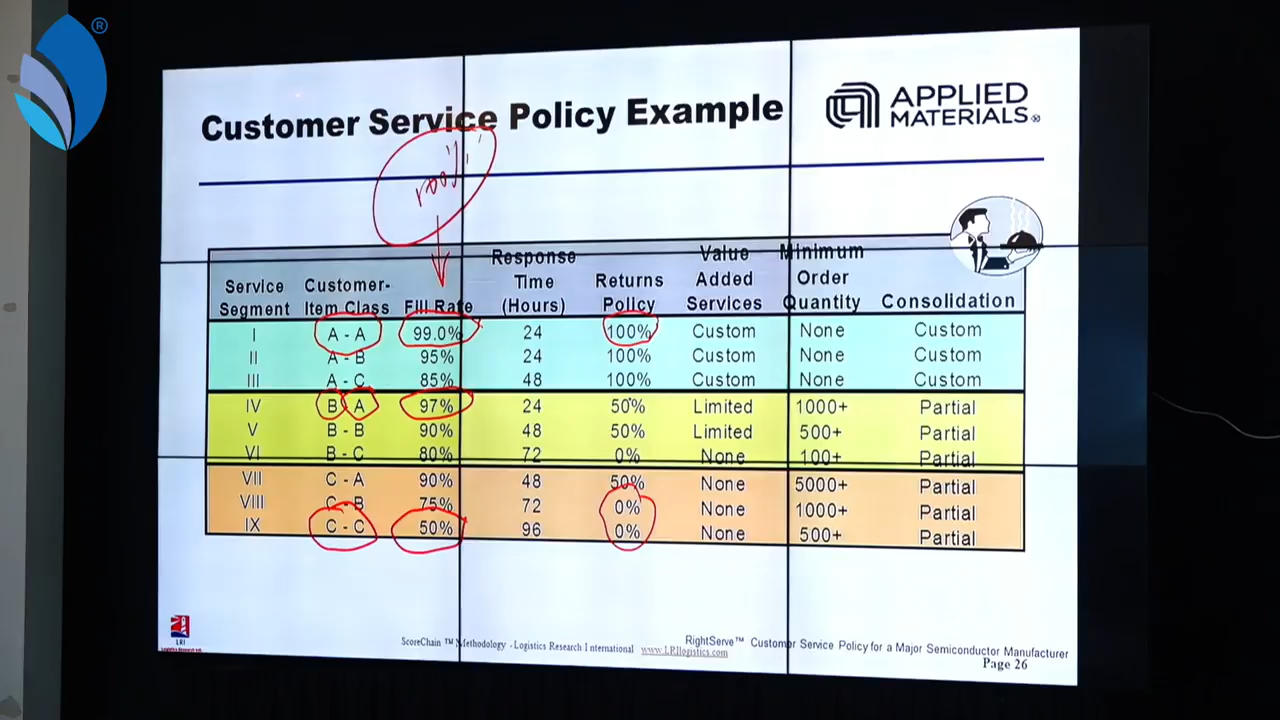 ®
Customer Service Policy Example
APPLIED
MATERIALS®
Service Segment Customer-Item Class Fill Rate Response Time (Hours) Returns Policy Value Added Services Minimum Order Quantity Consolidation
I A - A 99.0% 24 100% Custom None Custom
II A - B 95% 24 100% Custom None Custom
III A - C 85% 48 100% Custom None Custom
IV B A 97% 24 50% Limited 1000+ Partial
V B - B 90% 48 50% Limited 500+ Partial
VI B - C 80% 72 0% None 100+ Partial
VII C - A 90% 48 50% None 5000+ Partial
VIII C - B 75% 72 0% None 1000+ Partial
IX C - C 50% 96 0% None 500+ Partial
LRI
ScoreChain ™ Methodology - Logistics Research International www.LRIlogistics.com
RightServe™ Customer Service Policy for a Major Semiconductor Manufacturer
Page 26